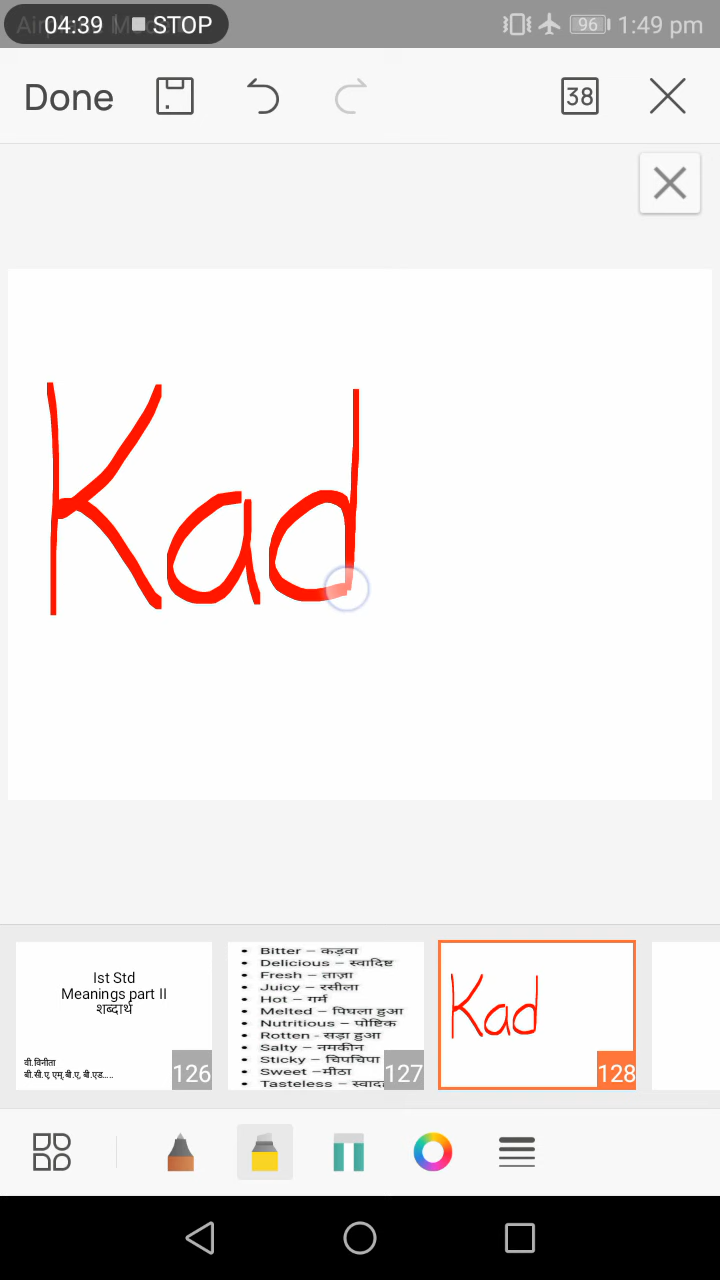 04:39 STOP 96 1:49 pm
Done 38
Kad
Ist Std
Meanings part II
शब्दार्थ
वी.विनीता
बी.सी.ए, एम्.बी.ए, बी.एड.....
126
• Bitter – कड़वा
• Delicious – स्वादिष्ट
• Fresh – ताज़ा
• Juicy – रसीला
• Hot – गर्म
• Melted – पिघला हुआ
• Nutritious – पोष्टिक
• Rotten - सड़ा हुआ
• Salty – नमकीन
• Sticky – चिपचिपा
• Sweet –मीठा
• Tasteless –
127
Kad
128